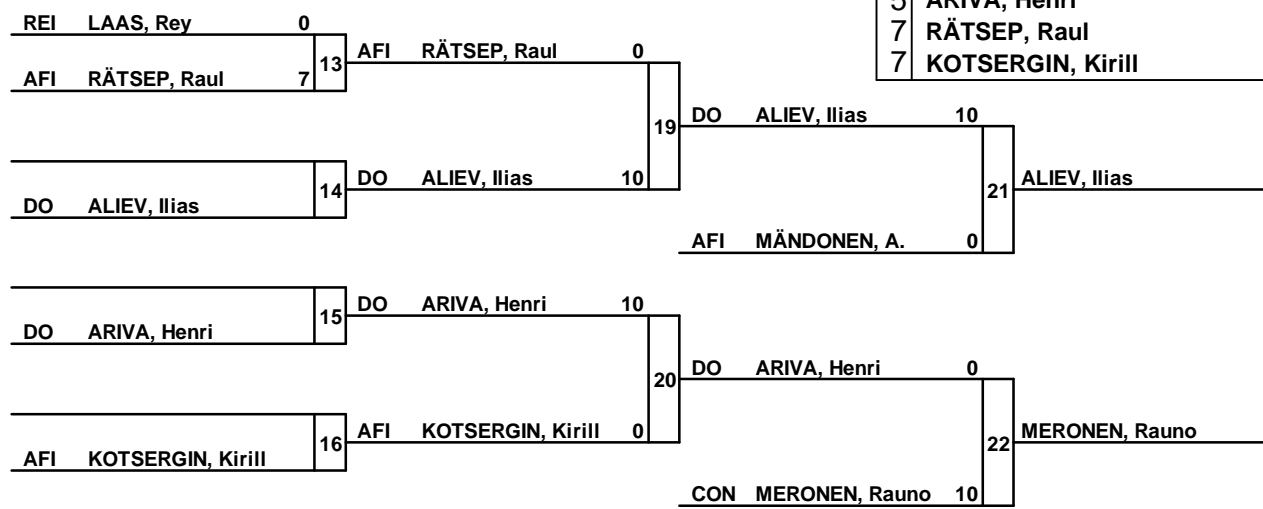 5 ARIVA, Henri
REI LAAS, Rey 0
13 AFI RÄTSEP, Raul 0
7 RÄTSEP, Raul
AFI RÄTSEP, Raul 7
7 KOTSERGIN, Kirill
19 DO ALIEV, Ilias 10
14 DO ALIEV, Ilias 10
21 ALIEV, Ilias
DO ALIEV, Ilias
AFI MÄNDONEN, A. 0
15 DO ARIVA, Henri 10
DO ARIVA, Henri
20 DO ARIVA, Henri 0
16 AFI KOTSERGIN, Kirill 0
22 MERONEN, Rauno
AFI KOTSERGIN, Kirill
CON MERONEN, Rauno 10